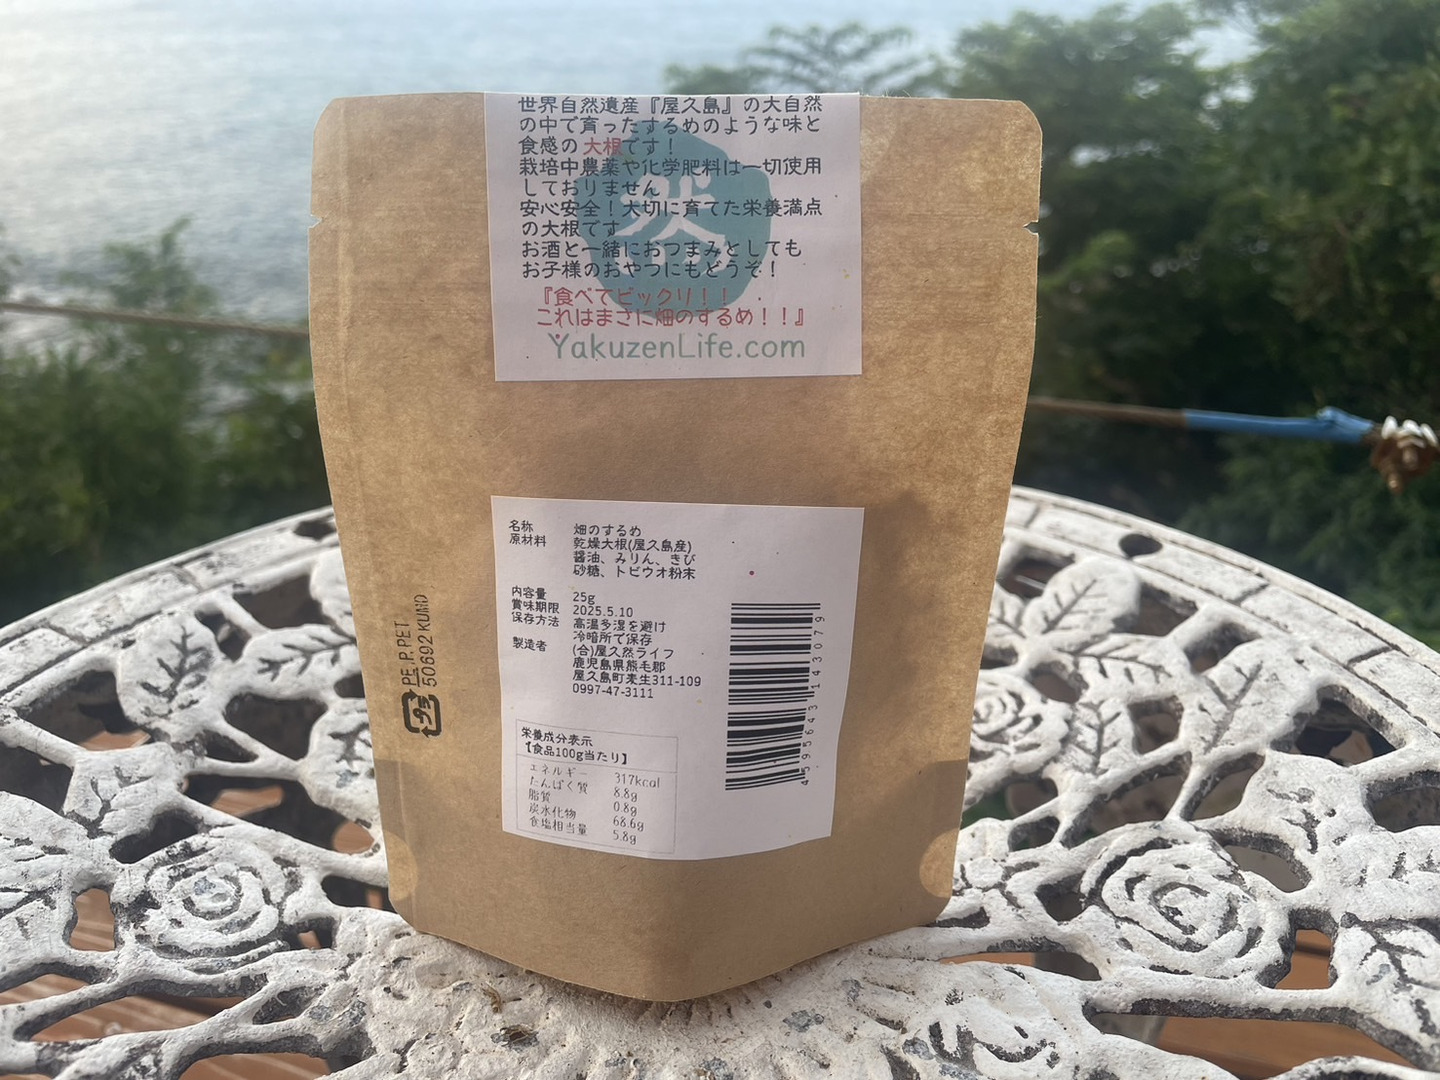 世界自然遺産『屋久島』の大自然
の中で育ったするめのような味と
食感の大根です！
栽培中農薬や化学肥料は一切使用
しておりません
安心安全！大切に育てた栄養満点
の大根です
お酒と一緒におつまみとしても
お子様のおやつにもどうぞ！
『食べてビックリ！！
これはまさに畑のするめ！！』
YakuzenLife.com
然
名称 畑のするめ
原材料 乾燥大根(屋久島産)
醤油、みりん、きび
砂糖、トビウオ粉末
内容量 25g
賞味期限 2025.5.10
保存方法 高温多湿を避け
冷暗所で保存
製造者 (合)屋久然ライフ
鹿児島県熊毛郡
屋久島町麦生311-109
0997-47-3111
栄養成分表示
【食品100g当たり】
エネルギー 317kcal
たんぱく質 8.8g
脂質 0.8g
炭水化物 68.6g
食塩相当量 5.8g
4595643143079
プラ
PE,P,PET
50692 KUND